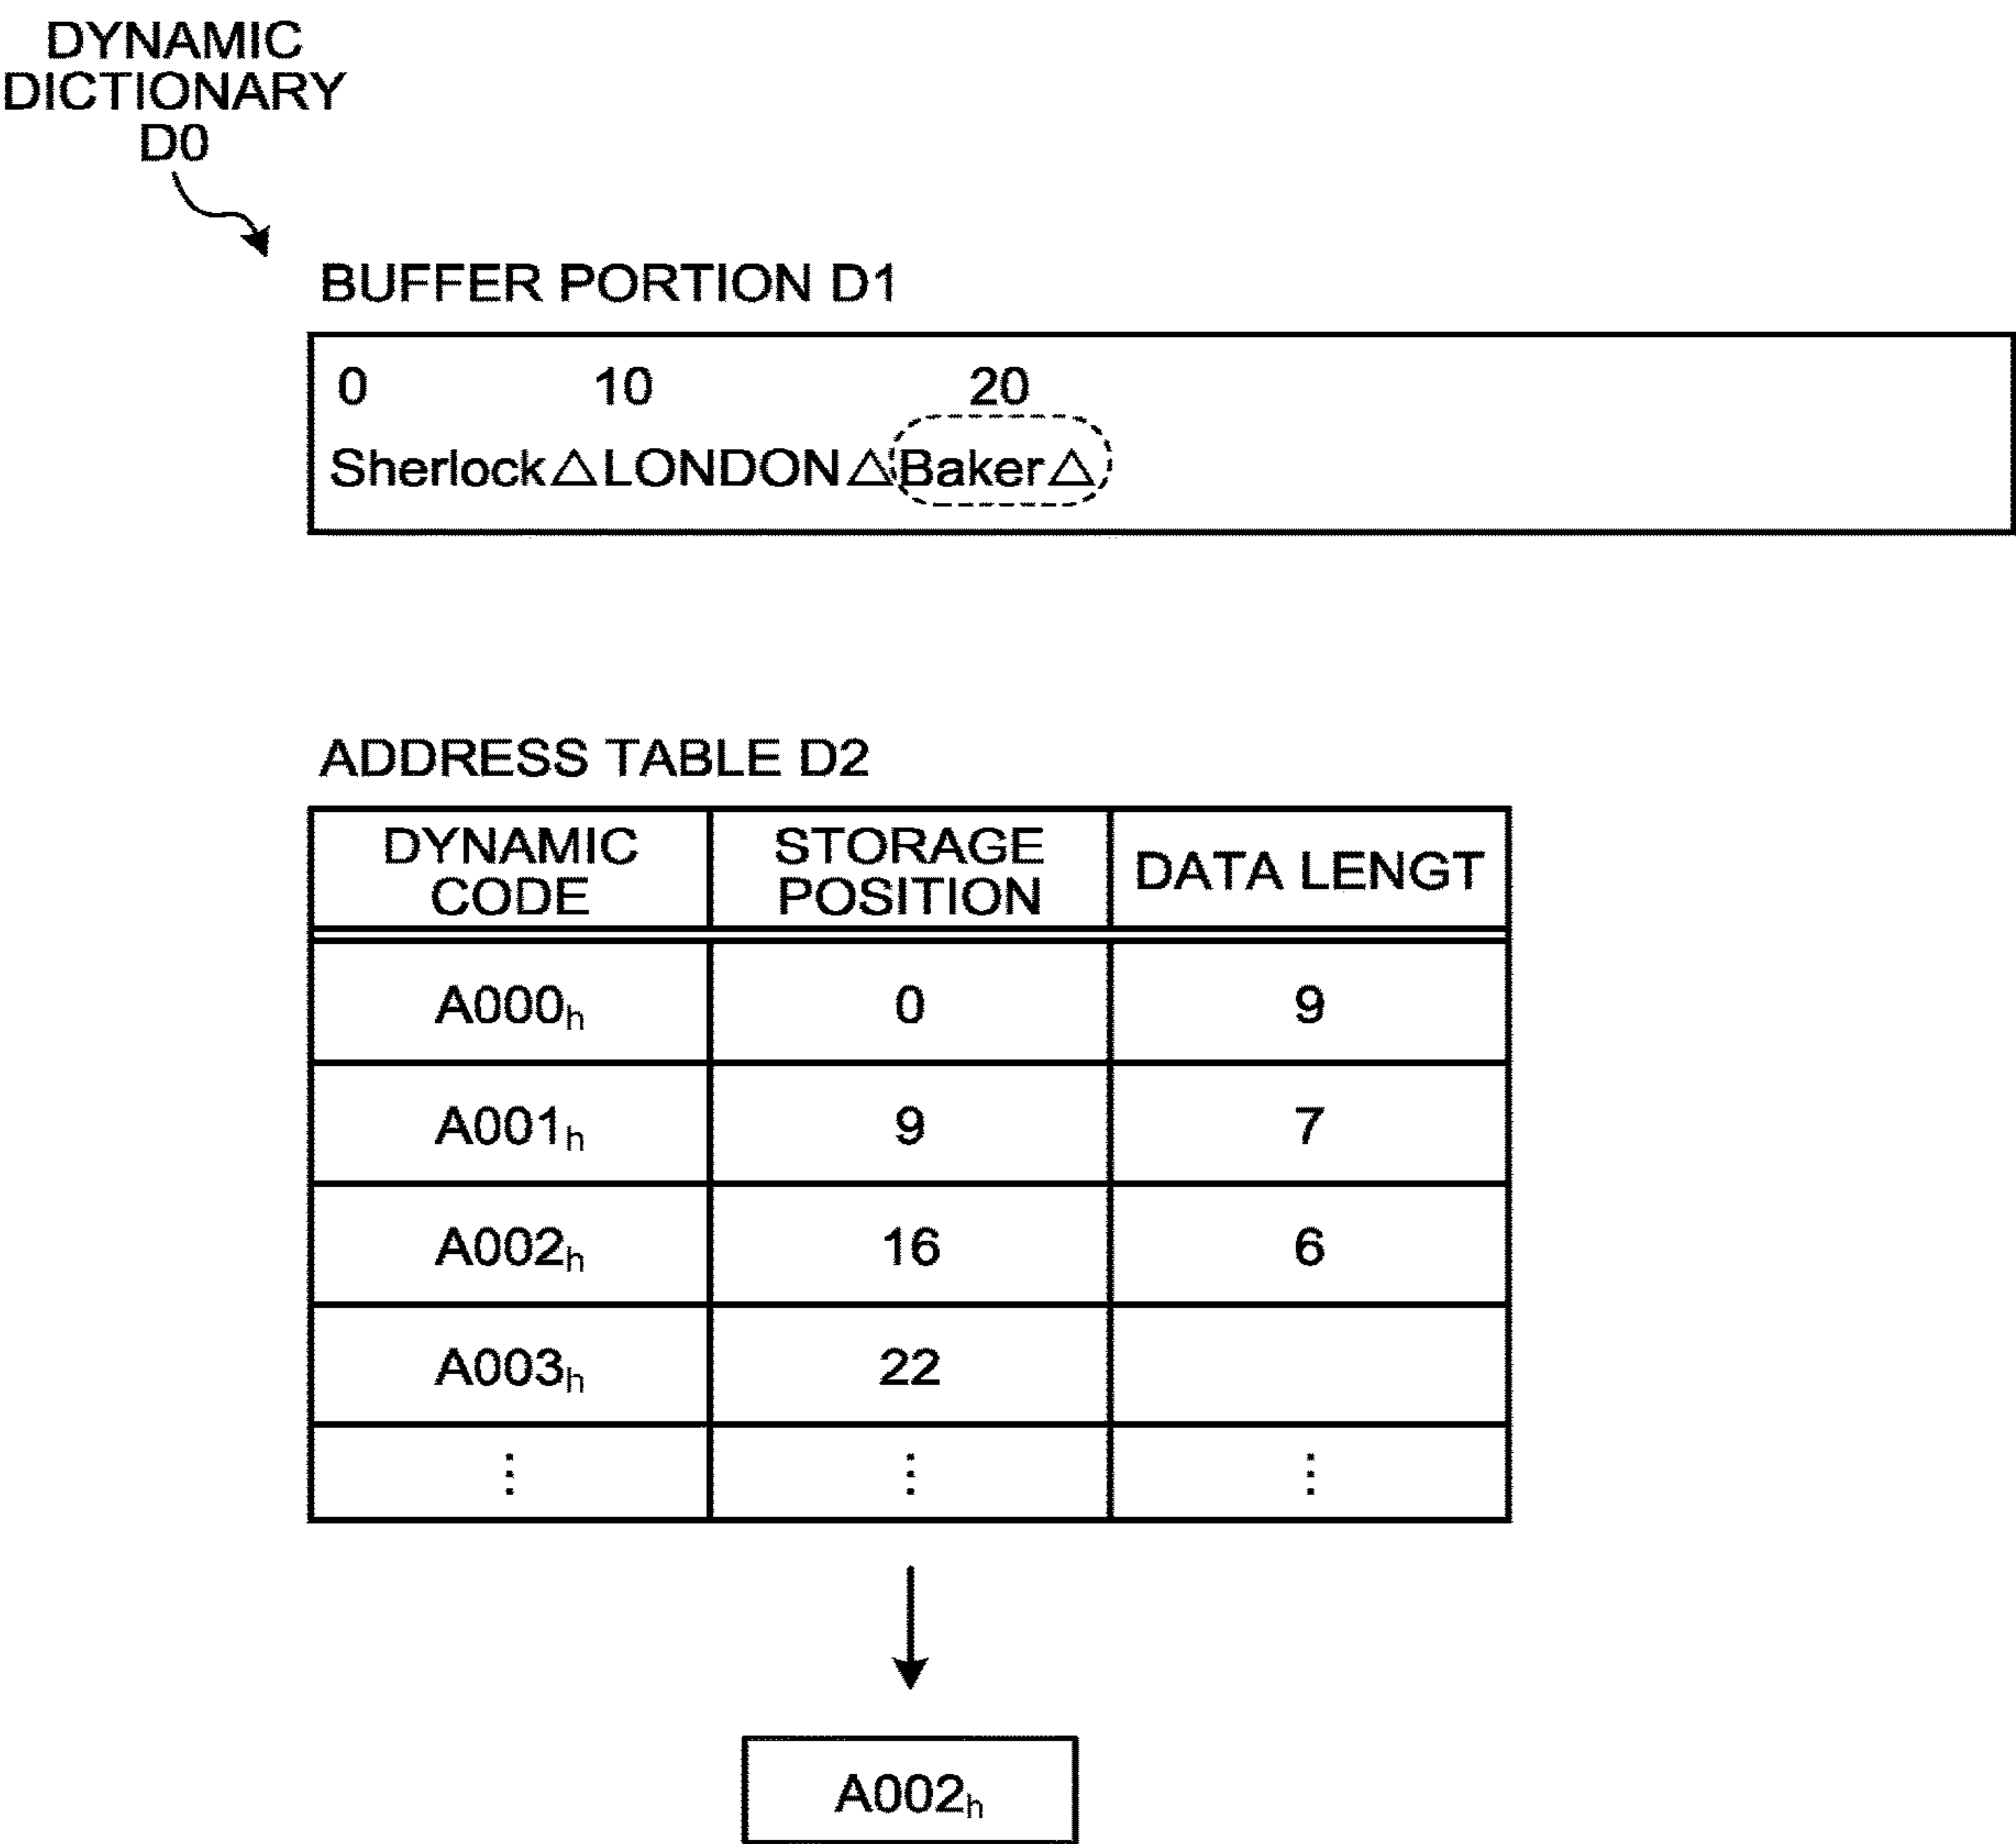 DYNAMIC
DICTIONARY
D0
BUFFER PORTION D1
0 10 20
Sherlock△LONDON△Baker△
ADDRESS TABLE D2
DYNAMIC CODE STORAGE POSITION DATA LENGT
A000h 0 9
A001h 9 7
A002h 16 6
A003h 22
⋮ ⋮ ⋮
A002h